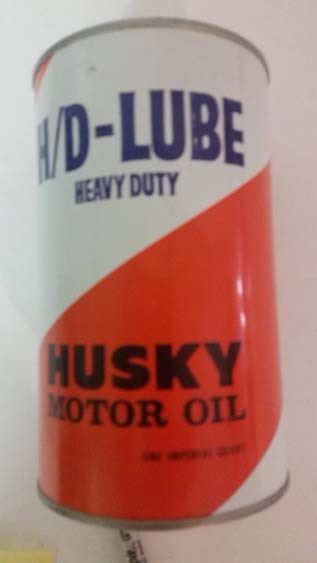 H/D-LUBE
HEAVY DUTY
HUSKY
MOTOR OIL
ONE IMPERIAL QUART